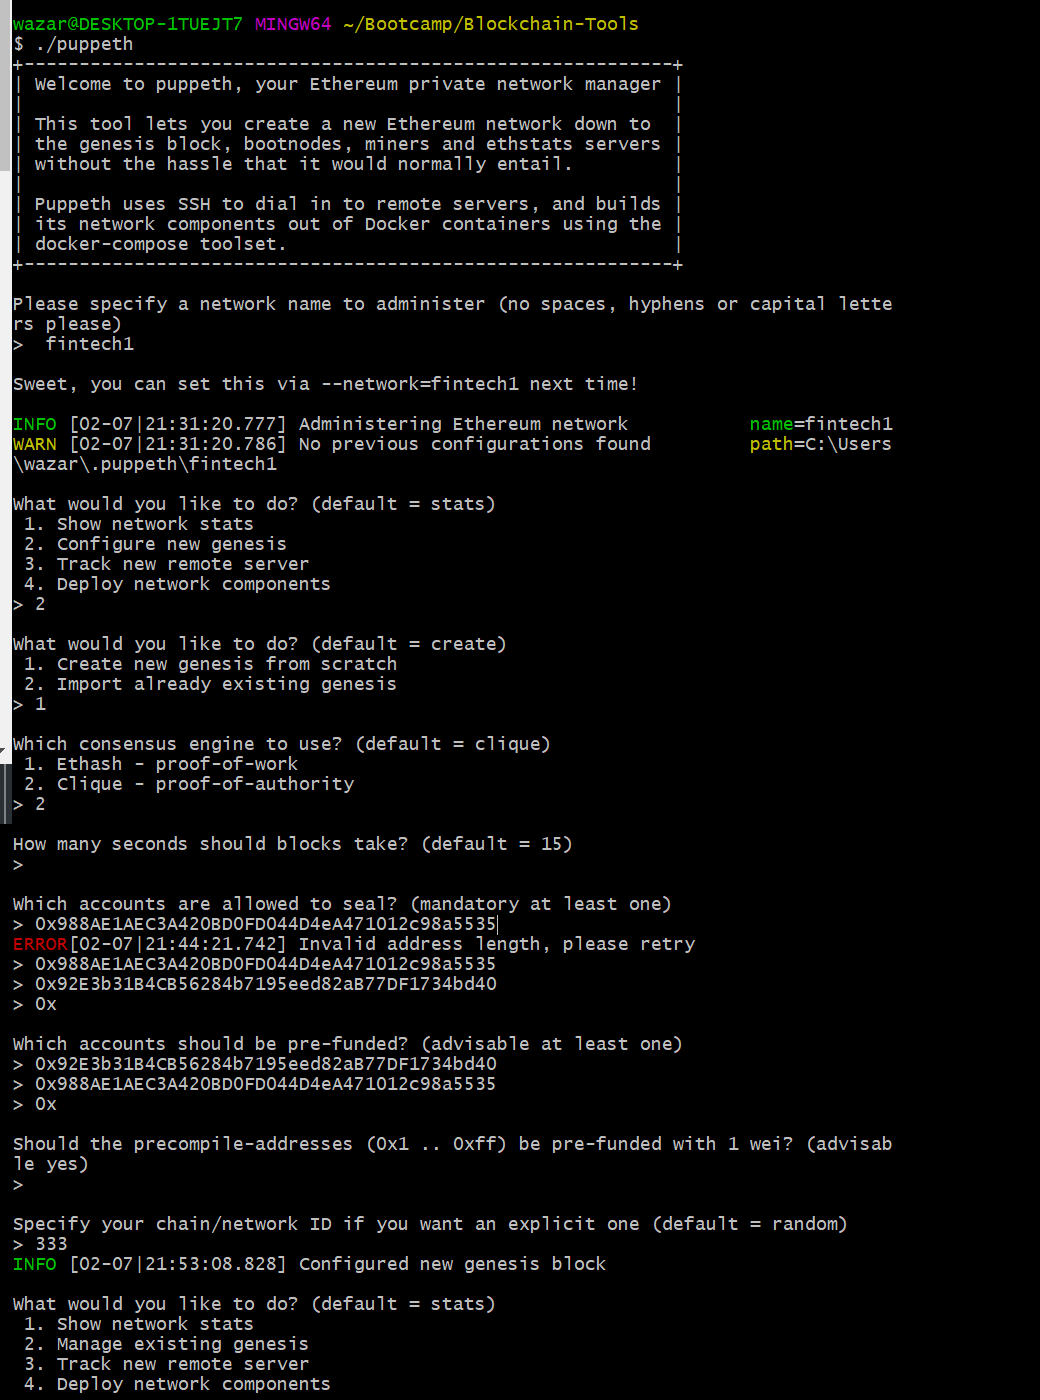 wazar@DESKTOP-1TUEJT7 MINGW64 ~/Bootcamp/Blockchain-Tools
$ ./puppeth
+-----------------------------------------------------------+
| Welcome to puppeth, your Ethereum private network manager |
|                                                           |
| This tool lets you create a new Ethereum network down to  |
| the genesis block, bootnodes, miners and ethstats servers |
| without the hassle that it would normally entail.         |
|                                                           |
| Puppeth uses SSH to dial in to remote servers, and builds |
| its network components out of Docker containers using the |
| docker-compose toolset.                                   |
+-----------------------------------------------------------+
Please specify a network name to administer (no spaces, hyphens or capital lette
rs please)
>  fintech1
Sweet, you can set this via --network=fintech1 next time!
INFO [02-07|21:31:20.777] Administering Ethereum network           name=fintech1
WARN [02-07|21:31:20.786] No previous configurations found         path=C:\Users
\wazar\.puppeth\fintech1
What would you like to do? (default = stats)
 1. Show network stats
 2. Configure new genesis
 3. Track new remote server
 4. Deploy network components
> 2
What would you like to do? (default = create)
 1. Create new genesis from scratch
 2. Import already existing genesis
> 1
Which consensus engine to use? (default = clique)
 1. Ethash - proof-of-work
 2. Clique - proof-of-authority
> 2
How many seconds should blocks take? (default = 15)
>
Which accounts are allowed to seal? (mandatory at least one)
> 0x988AE1AEC3A420BD0FD044D4eA471012c98a5535
ERROR[02-07|21:44:21.742] Invalid address length, please retry
> 0x988AE1AEC3A420BD0FD044D4eA471012c98a5535
> 0x92E3b31B4CB56284b7195eed82aB77DF1734bd40
> 0x
Which accounts should be pre-funded? (advisable at least one)
> 0x92E3b31B4CB56284b7195eed82aB77DF1734bd40
> 0x988AE1AEC3A420BD0FD044D4eA471012c98a5535
> 0x
Should the precompile-addresses (0x1 .. 0xff) be pre-funded with 1 wei? (advisab
le yes)
>
Specify your chain/network ID if you want an explicit one (default = random)
> 333
INFO [02-07|21:53:08.828] Configured new genesis block
What would you like to do? (default = stats)
 1. Show network stats
 2. Manage existing genesis
 3. Track new remote server
 4. Deploy network components